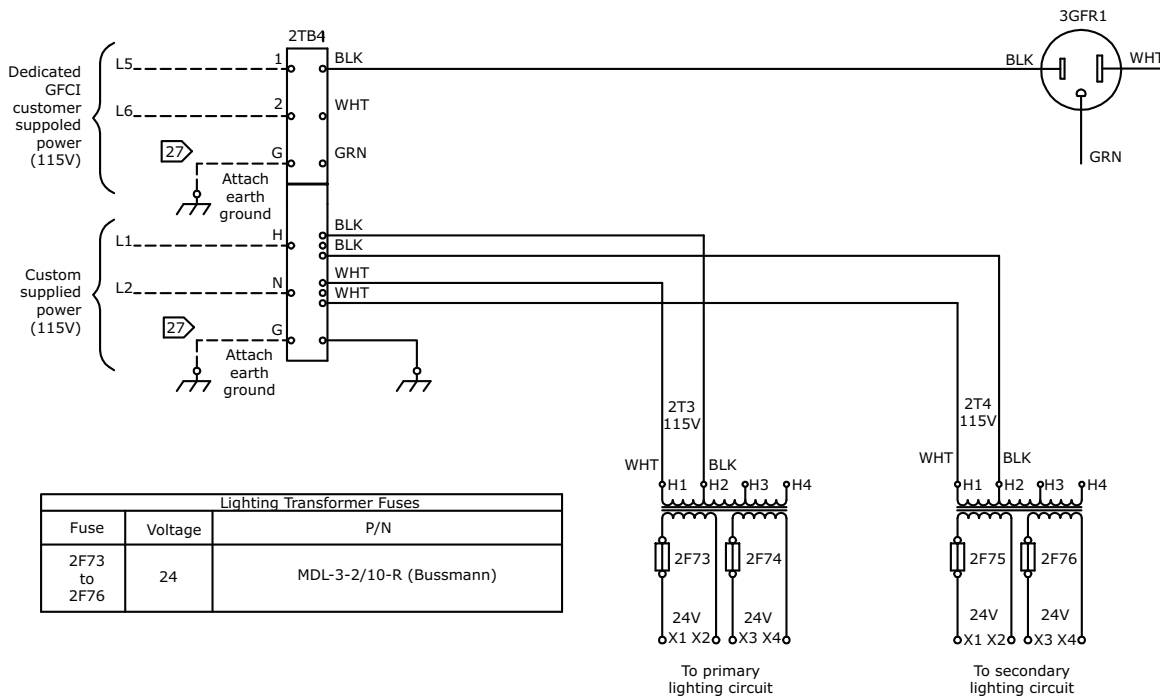 2TB4
3GFR1
Dedicated
GFCI
customer
suppoled
power
(115V)
L5
1
BLK
BLK
WHT
L6
2
WHT
27
G
GRN
GRN
Attach
earth
ground
Custom
supplied
power
(115V)
L1
H
BLK
BLK
L2
N
WHT
WHT
27
G
Attach
earth
ground
2T3
115V
2T4
115V
WHT
BLK
WHT
BLK
H1
H2
H3
H4
H1
H2
H3
H4
2F73
2F74
2F75
2F76
24V
24V
24V
24V
X1 X2
X3 X4
X1 X2
X3 X4
To primary
lighting circuit
To secondary
lighting circuit
Lighting Transformer Fuses
Fuse
Voltage
P/N
2F73
to
2F76
24
MDL-3-2/10-R (Bussmann)